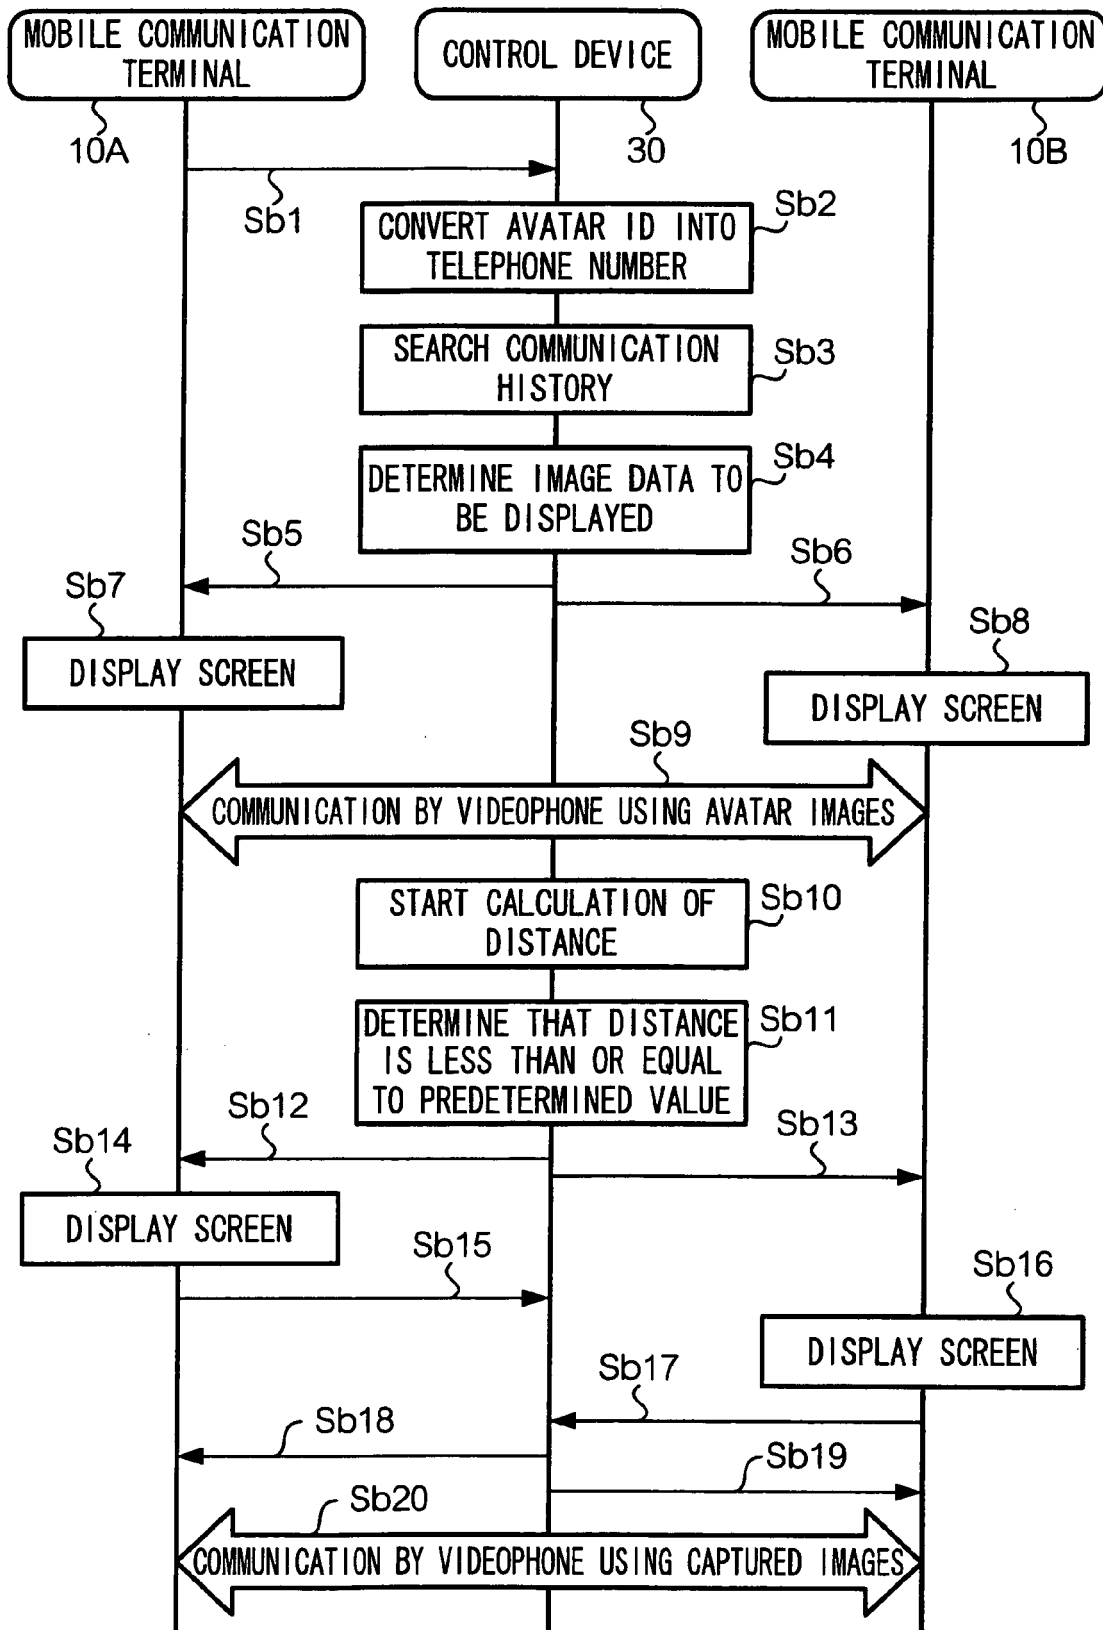 MOBILE COMMUNICATION
TERMINAL
CONTROL DEVICE
MOBILE COMMUNICATION
TERMINAL
10A
30
10B
Sb1
Sb2
CONVERT AVATAR ID INTO
TELEPHONE NUMBER
Sb3
SEARCH COMMUNICATION
HISTORY
Sb4
DETERMINE IMAGE DATA TO
BE DISPLAYED
Sb5
Sb6
Sb7
DISPLAY SCREEN
Sb8
DISPLAY SCREEN
Sb9
COMMUNICATION BY VIDEOPHONE USING AVATAR IMAGES
Sb10
START CALCULATION OF
DISTANCE
Sb11
DETERMINE THAT DISTANCE
IS LESS THAN OR EQUAL
TO PREDETERMINED VALUE
Sb12
Sb13
Sb14
DISPLAY SCREEN
Sb15
Sb16
DISPLAY SCREEN
Sb17
Sb18
Sb19
Sb20
COMMUNICATION BY VIDEOPHONE USING CAPTURED IMAGES